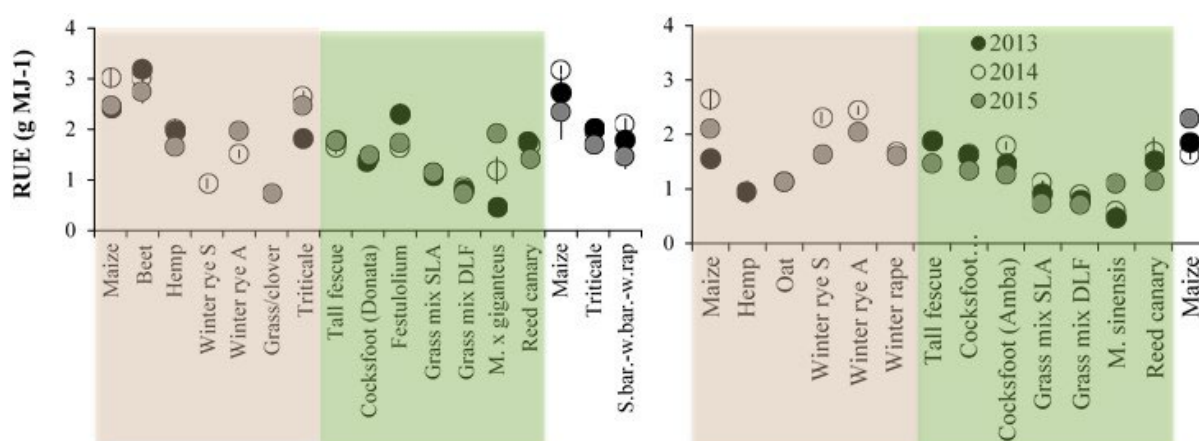 RUE (g MJ-1)
4
3
2
1
0
Maize
Beet
Hemp
Winter rye S
Winter rye A
Grass/clover
Triticale
Tall fescue
Cocksfoot (Donata)
Festulolium
Grass mix SLA
Grass mix DLF
M. x giganteus
Reed canary
Maize
Triticale
S.bar.-w.bar.-w.rap
4
3
2
1
0
2013
2014
2015
Maize
Hemp
Oat
Winter rye S
Winter rye A
Winter rape
Tall fescue
Cocksfoot...
Cocksfoot (Amba)
Grass mix SLA
Grass mix DLF
M. sinensis
Reed canary
Maize